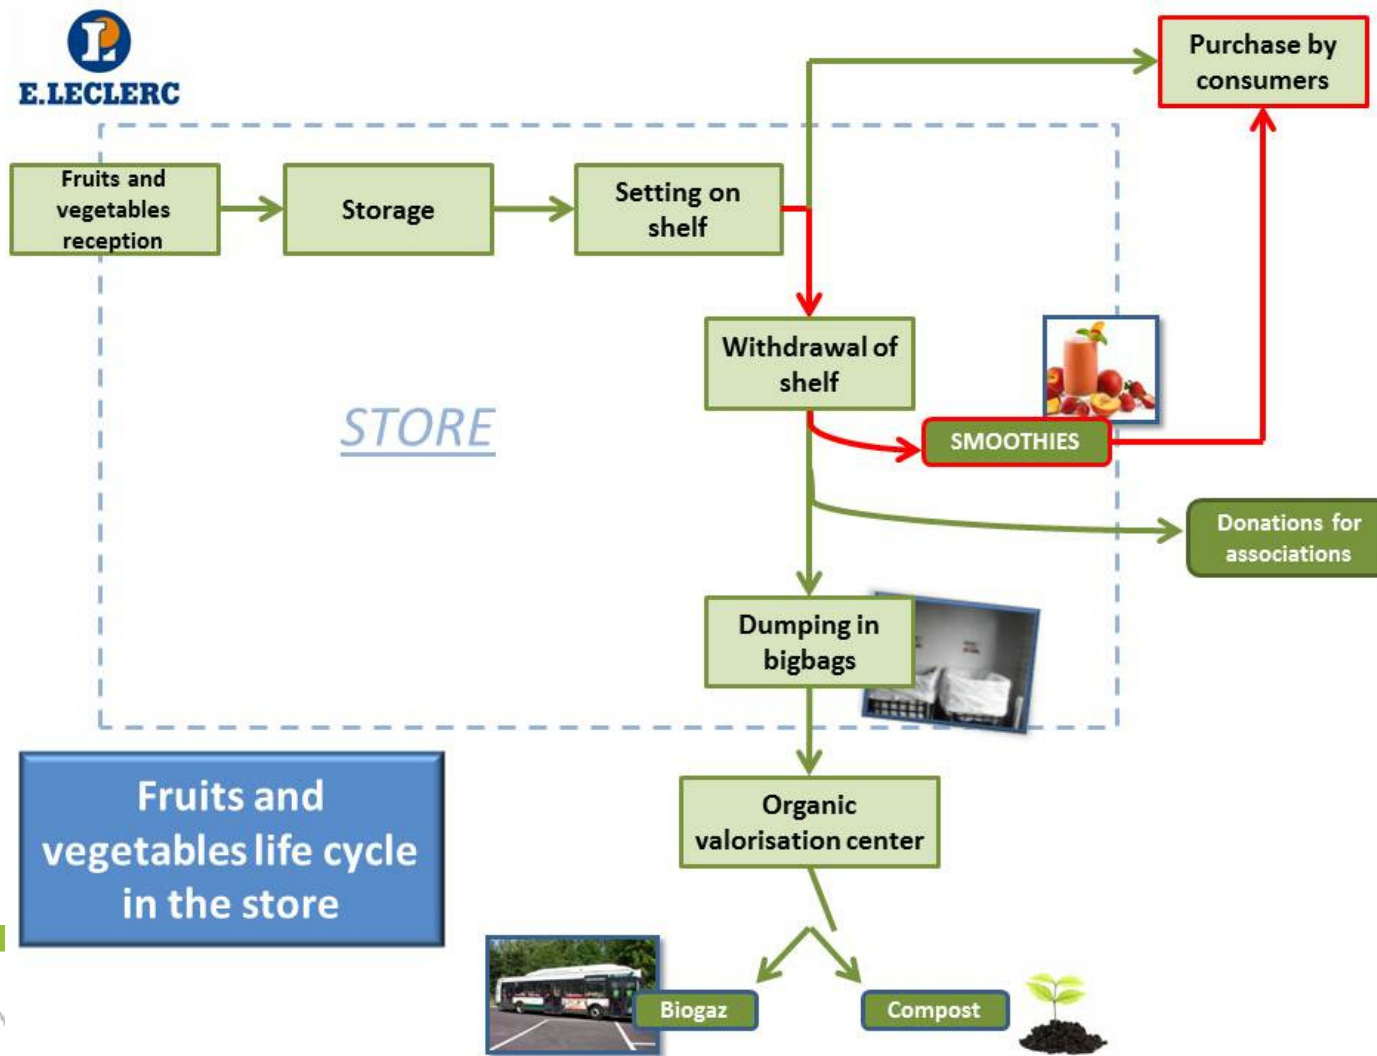 E.LECLERC
Purchase by
consumers
Fruits and
vegetables
reception
Storage
Setting on
shelf
Withdrawal of
shelf
STORE
SMOOTHIES
Donations for
associations
Dumping in
bigbags
Fruits and
vegetables life cycle
in the store
Organic
valorisation center
Biogaz
Compost